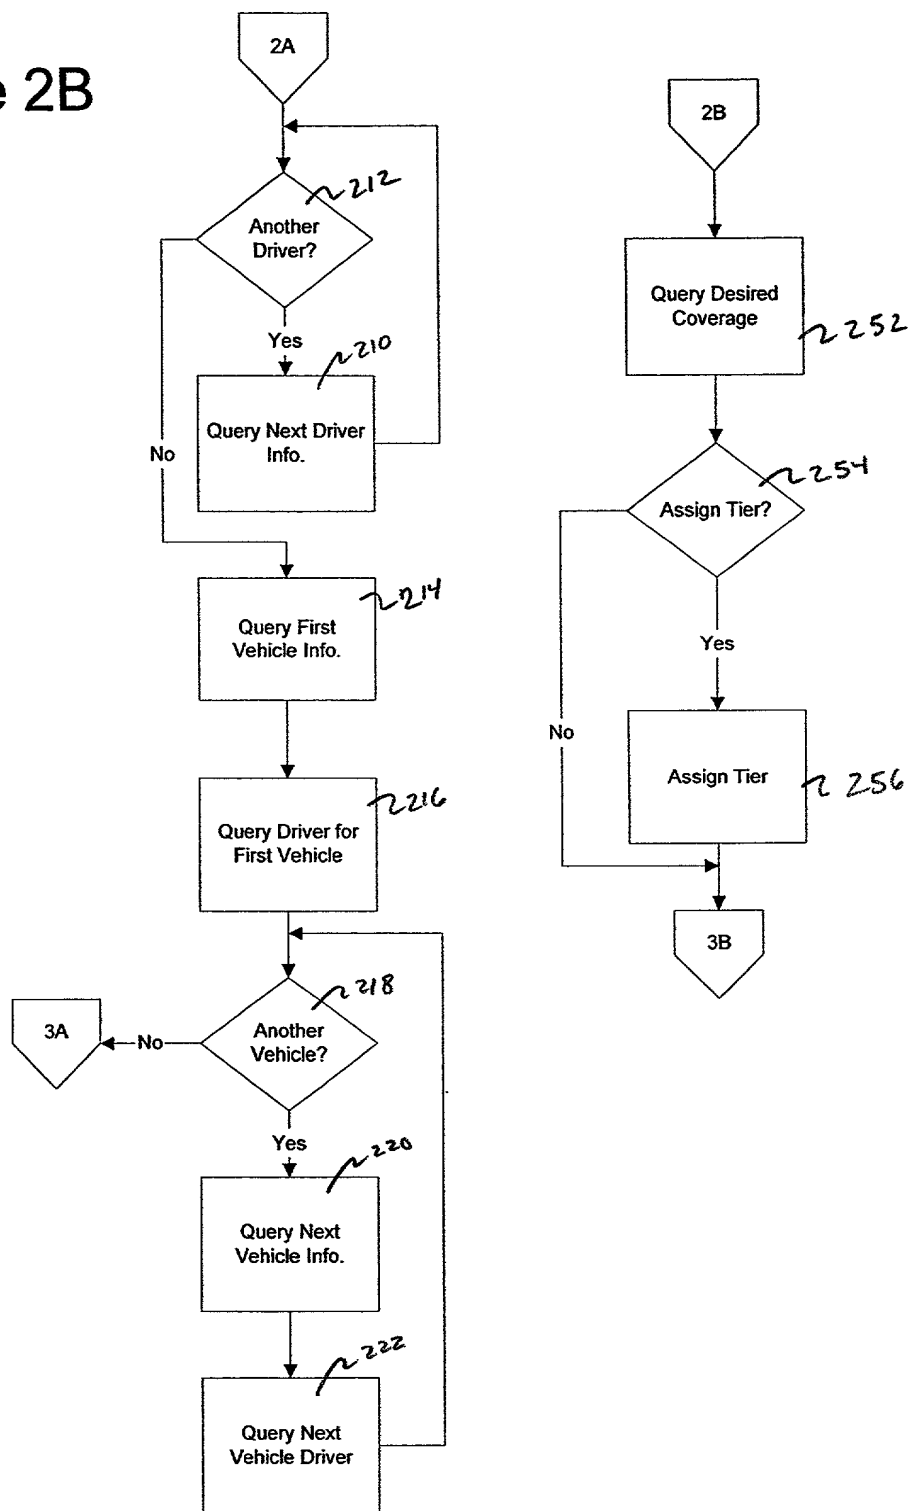 2B
2A
212
Another
Driver?
Yes
210
Query Next Driver
Info.
No
214
Query First
Vehicle Info.
216
Query Driver for
First Vehicle
218
Another
Vehicle?
No
3A
Yes
220
Query Next
Vehicle Info.
222
Query Next
Vehicle Driver
2B
Query Desired
Coverage
252
254
Assign Tier?
Yes
No
Assign Tier
256
3B